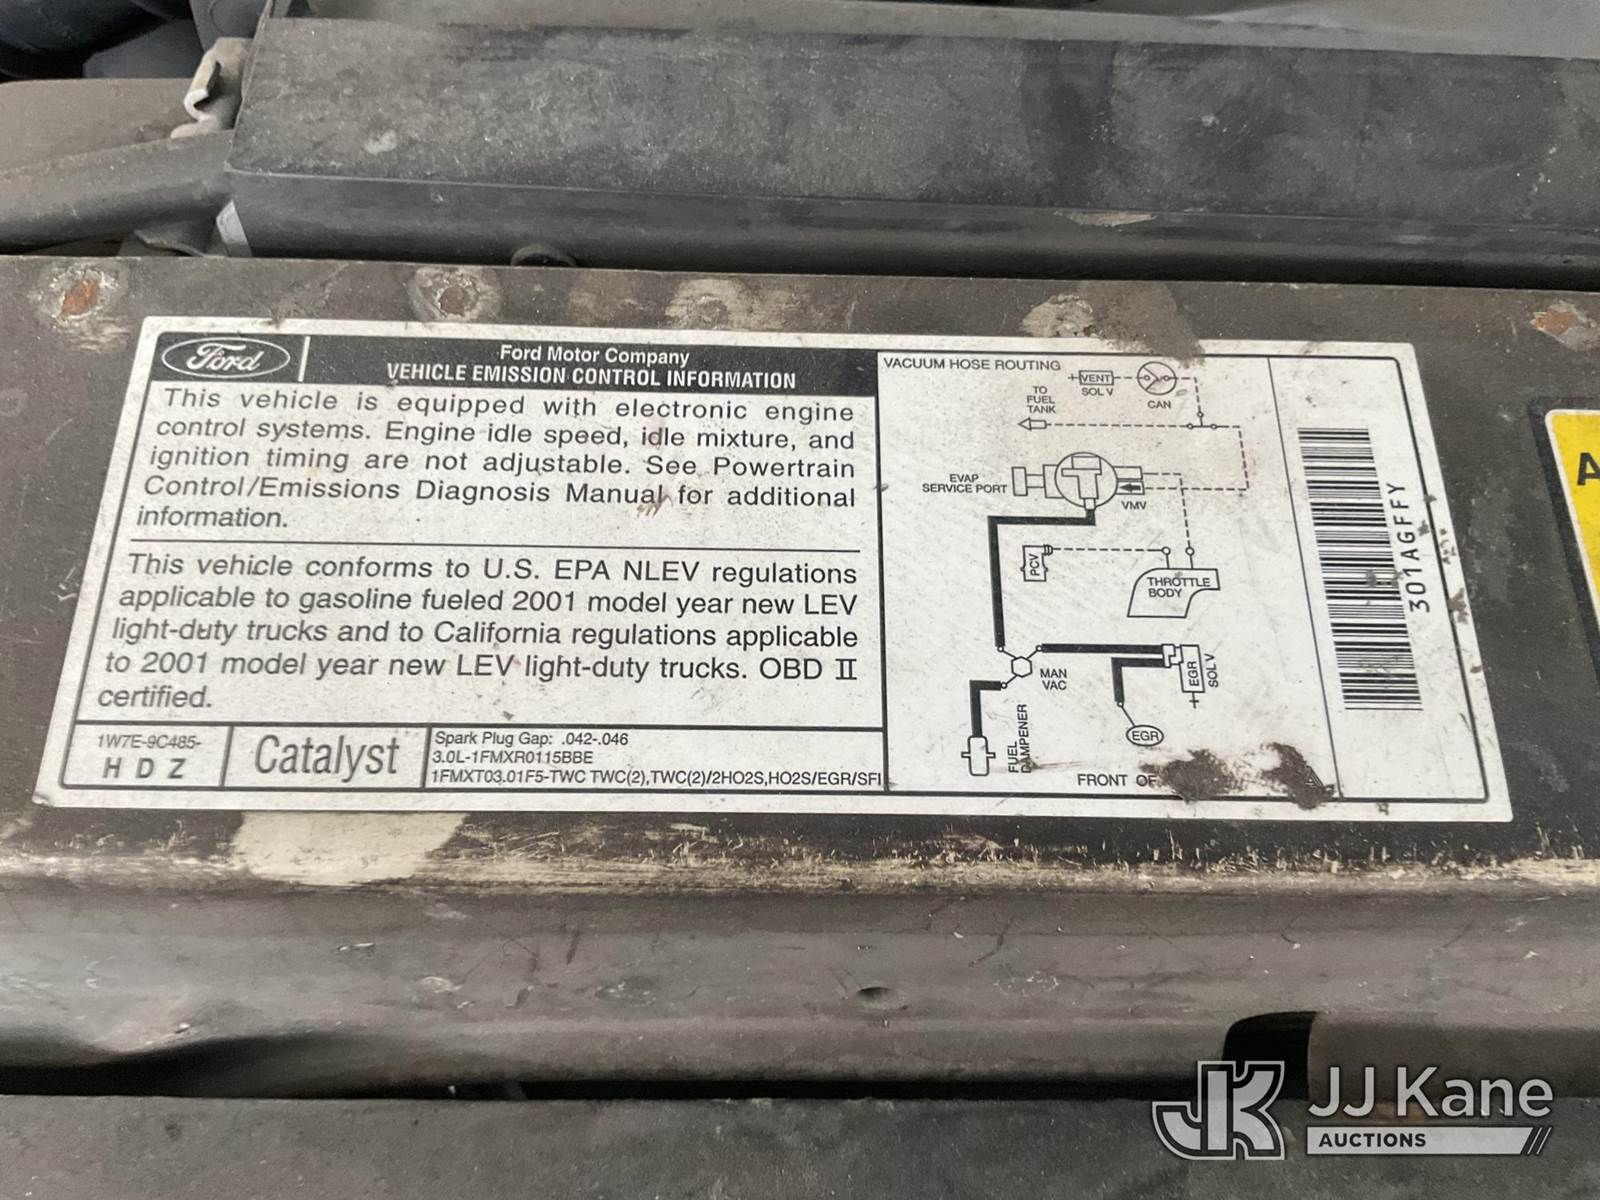 Ford
Ford Motor Company
VEHICLE EMISSION CONTROL INFORMATION
This vehicle is equipped with electronic engine
control systems. Engine idle speed, idle mixture, and
ignition timing are not adjustable. See Powertrain
Control/Emissions Diagnosis Manual for additional
information.
This vehicle conforms to U.S. EPA NLEV regulations
applicable to gasoline fueled 2001 model year new LEV
light-duty trucks and to California regulations applicable
to 2001 model year new LEV light-duty trucks. OBD II
certified.
1W7E-9C485-
HDZ
Catalyst
Spark Plug Gap: .042-.046
3.0L-1FMXR0115BBE
1FMXT03.01F5-TWC TWC(2),TWC(2)/2HO2S,HO2S/EGR/SFI
VACUUM HOSE ROUTING
VENT
SOL V
CAN
TO
FUEL
TANK
EVAP
SERVICE PORT
VMV
PCV
THROTTLE
BODY
MAN
VAC
EGR
SOL V
EGR
FUEL
DAMPENER
FRONT OF
301AGFFY
A
JK
JJ Kane
AUCTIONS